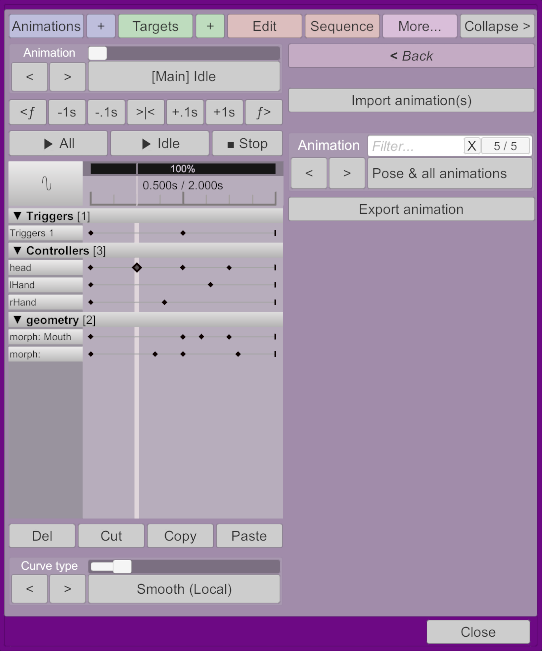 Animations + Targets + Edit Sequence More... Collapse >
Animation
< > [Main] Idle
<ƒ -1s -.1s >|< +.1s +1s ƒ>
▶ All ▶ Idle ■ Stop
100%
0.500s / 2.000s
▼ Triggers [1]
Triggers 1
▼ Controllers [3]
head
lHand
rHand
▼ geometry [2]
morph: Mouth
morph:
Del Cut Copy Paste
Curve type
< > Smooth (Local)
< Back
Import animation(s)
Animation Filter... X 5 / 5
< > Pose & all animations
Export animation
Close